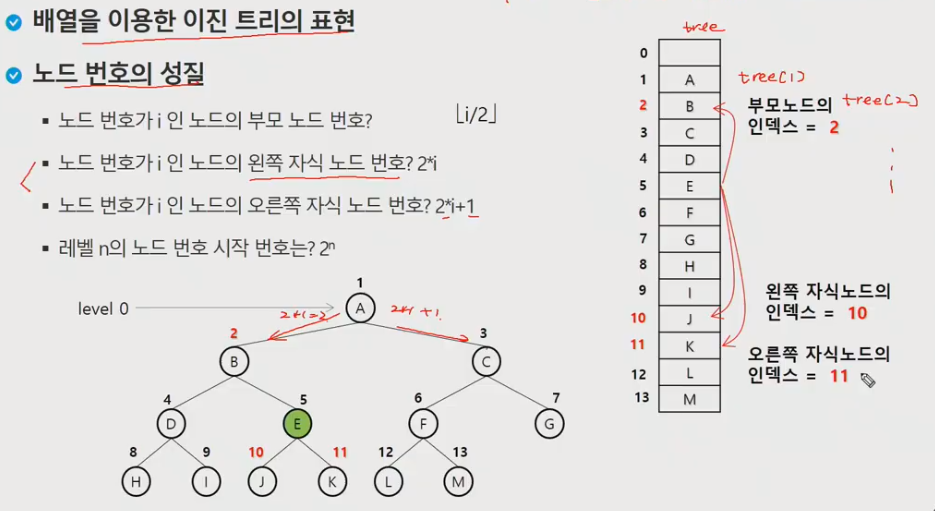 배열을 이용한 이진 트리의 표현
노드 번호의 성질
노드 번호가 i 인 노드의 부모 노드 번호? ⌊i/2⌋
노드 번호가 i 인 노드의 왼쪽 자식 노드 번호? 2*i
노드 번호가 i 인 노드의 오른쪽 자식 노드 번호? 2*i+1
레벨 n의 노드 번호 시작 번호는? 2ⁿ
level 0
1
A
2*1=2
2*1+1
2
3
B
C
4
5
6
7
D
E
F
G
8
9
10
11
12
13
H
I
J
K
L
M
tree
0
1 A tree(1)
2 B 부모노드의 tree(2)
인덱스 = 2
3 C
4 D
5 E
6 F
7 G
8 H
9 I 왼쪽 자식노드의
10 J 인덱스 = 10
11 K 오른쪽 자식노드의
12 L 인덱스 = 11
13 M